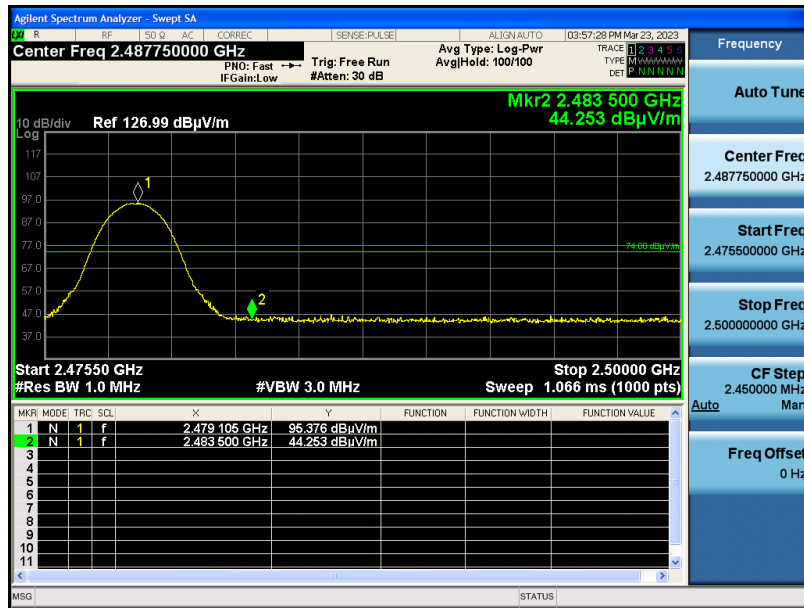 Agilent Spectrum Analyzer - Swept SA
LXI R RF 50 Ω AC CORREC SENSE:PULSE ALIGN AUTO 03:57:28 PM Mar 23, 2023
Center Freq 2.487750000 GHz
PNO: Fast
IFGain:Low
Trig: Free Run
#Atten: 30 dB
Avg Type: Log-Pwr
Avg|Hold: 100/100
TRACE 1 2 3 4 5 6
TYPE M W W W W W
DET P N N N N N
Mkr2 2.483 500 GHz
44.253 dBµV/m
10 dB/div Ref 126.99 dBµV/m
Log
117
107
97.0
87.0
77.0
67.0
57.0
47.0
37.0
1
2
74.00 dBµV/m
Start 2.47550 GHz Stop 2.50000 GHz
#Res BW 1.0 MHz #VBW 3.0 MHz Sweep 1.066 ms (1000 pts)
MKR MODE TRC SCL X Y FUNCTION FUNCTION WIDTH FUNCTION VALUE
1 N 1 f 2.479 105 GHz 95.376 dBµV/m
2 N 1 f 2.483 500 GHz 44.253 dBµV/m
3
4
5
6
7
8
9
10
11
MSG STATUS
Frequency
Auto Tune
Center Freq
2.487750000 GHz
Start Freq
2.475500000 GHz
Stop Freq
2.500000000 GHz
CF Step
2.450000 MHz
Auto Man
Freq Offset
0 Hz